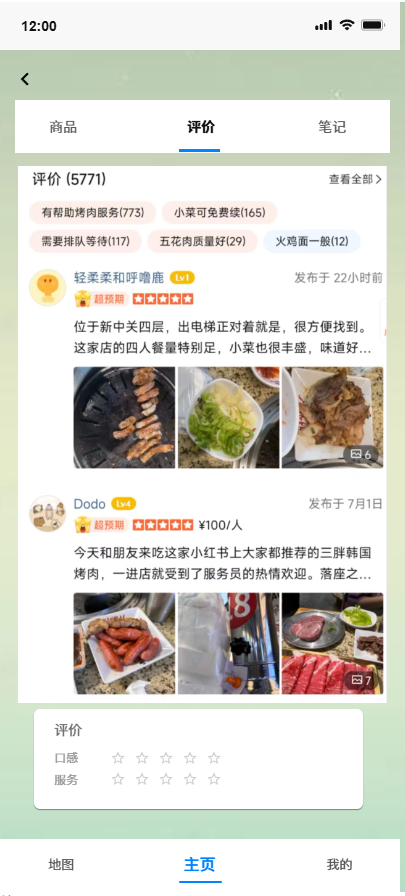 12:00
商品 评价 笔记
评价 (5771) 查看全部
有帮助烤肉服务(773) 小菜可免费续(165)
需要排队等待(117) 五花肉质量好(29) 火鸡面一般(12)
轻柔柔和呼噜鹿 Lv1 发布于 22小时前
超预期
位于新中关四层，出电梯正对着就是，很方便找到。
这家店的四人餐量特别足，小菜也很丰盛，味道好...
6
Dodo Lv4 发布于 7月1日
超预期 ¥100/人
今天和朋友来吃这家小红书上大家都推荐的三胖韩国
烤肉，一进店就受到了服务员的热情欢迎。落座之...
8
7
评价
口感
服务
地图 主页 我的